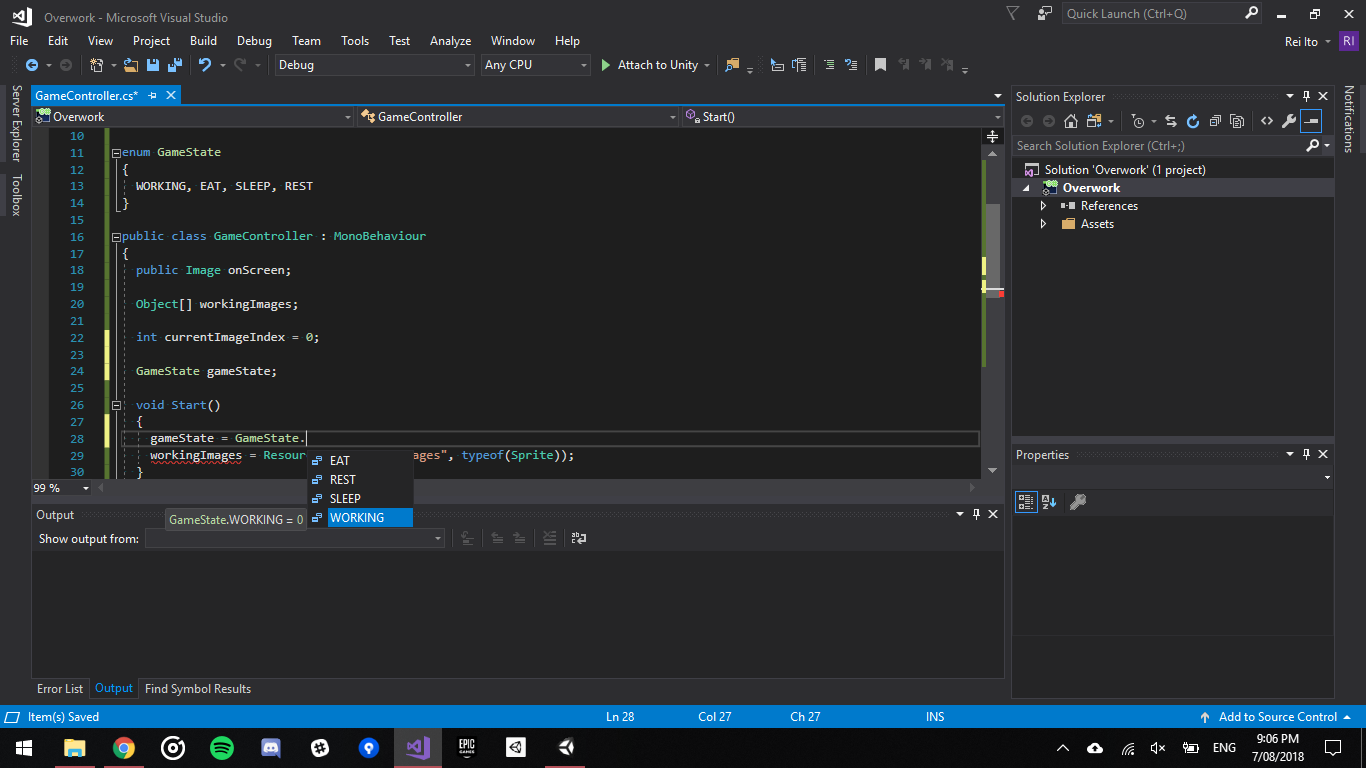 Overwork - Microsoft Visual Studio
Quick Launch (Ctrl+Q)
File Edit View Project Build Debug Team Tools Test Analyze Window Help
Rei Ito RI
Debug Any CPU Attach to Unity
Server Explorer
Toolbox
GameController.cs*
Overwork GameController Start()
10
11 enum GameState
12 {
13 WORKING, EAT, SLEEP, REST
14 }
15
16 public class GameController : MonoBehaviour
17 {
18 public Image onScreen;
19
20 Object[] workingImages;
21
22 int currentImageIndex = 0;
23
24 GameState gameState;
25
26 void Start()
27 {
28 gameState = GameState.
29 workingImages = Resour ages", typeof(Sprite));
30 }
EAT
REST
SLEEP
WORKING
GameState.WORKING = 0
99 %
Output
Show output from:
Error List Output Find Symbol Results
Solution Explorer
Search Solution Explorer (Ctrl+;)
Solution 'Overwork' (1 project)
Overwork
References
Assets
Properties
Notifications
Item(s) Saved Ln 28 Col 27 Ch 27 INS Add to Source Control
EPIC
GAMES
ENG
9:06 PM
7/08/2018